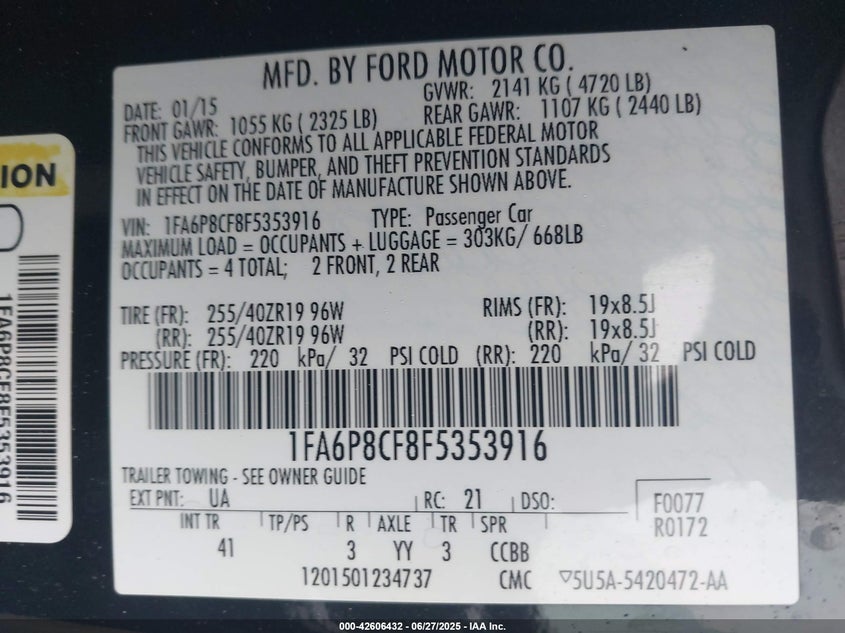 MFD. BY FORD MOTOR CO.
DATE: 01/15 GVWR: 2141 KG ( 4720 LB)
FRONT GAWR: 1055 KG ( 2325 LB) REAR GAWR: 1107 KG ( 2440 LB)
THIS VEHICLE CONFORMS TO ALL APPLICABLE FEDERAL MOTOR
VEHICLE SAFETY, BUMPER, AND THEFT PREVENTION STANDARDS
IN EFFECT ON THE DATE OF MANUFACTURE SHOWN ABOVE.
VIN: 1FA6P8CF8F5353916 TYPE: Passenger Car
MAXIMUM LOAD = OCCUPANTS + LUGGAGE = 303KG/ 668LB
OCCUPANTS = 4 TOTAL; 2 FRONT, 2 REAR
TIRE (FR): 255/40ZR19 96W RIMS (FR): 19x8.5J
(RR): 255/40ZR19 96W (RR): 19x8.5J
PRESSURE (FR): 220 kPa/ 32 PSI COLD (RR): 220 kPa/ 32 PSI COLD
1FA6P8CF8F5353916
TRAILER TOWING - SEE OWNER GUIDE
EXT PNT: UA RC: 21 DSO: F0077
R0172
INT TR TP/PS R AXLE TR SPR
41 3 YY 3 CCBB
1201501234737 CMC ▽5U5A-5420472-AA
ION
1FA6P8CF8F5353916
000-42606432 - 06/27/2025 - IAA Inc.